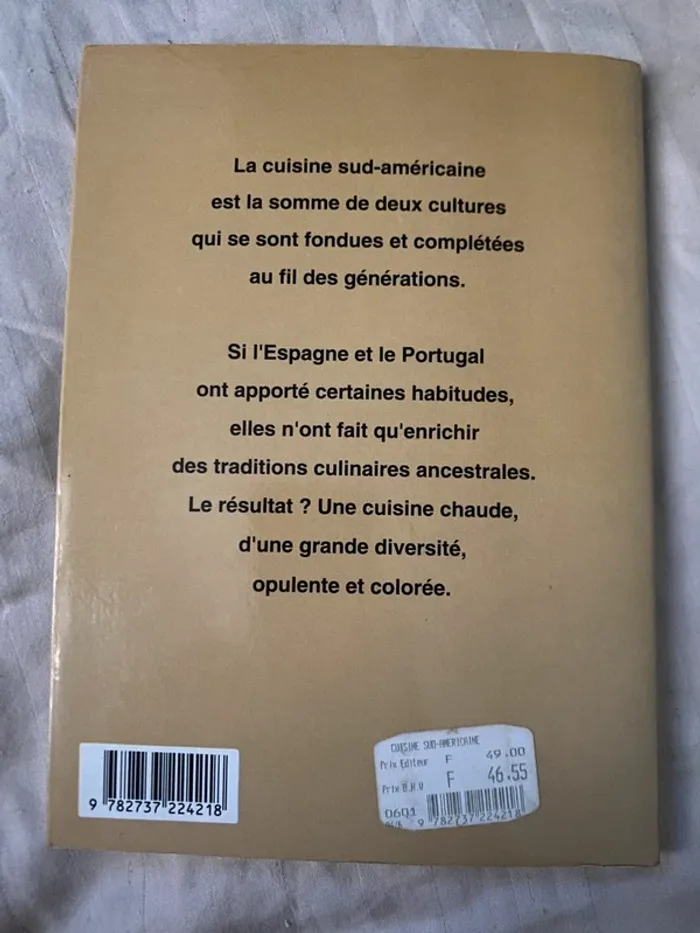 La cuisine sud-américaine
est la somme de deux cultures
qui se sont fondues et complétées
au fil des générations.
Si l'Espagne et le Portugal
ont apporté certaines habitudes,
elles n'ont fait qu'enrichir
des traditions culinaires ancestrales.
Le résultat ? Une cuisine chaude,
d'une grande diversité,
opulente et colorée.
9 782737 224218
CUISINE SUD-AMERICAINE
Prix Editeur F 49.00
Prix B.H.V F 46.55
0601
9 782737 224218